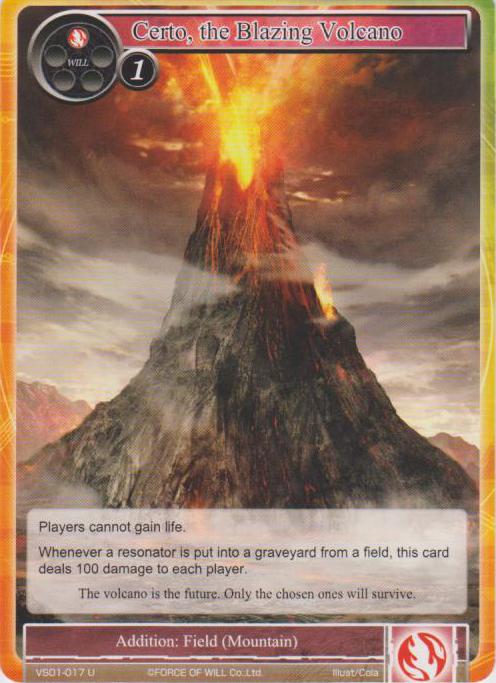 Certo, the Blazing Volcano
WILL
1
Players cannot gain life.
Whenever a resonator is put into a graveyard from a field, this card
deals 100 damage to each player.
The volcano is the future. Only the chosen ones will survive.
Addition: Field (Mountain)
VS01-017 U ©FORCE OF WILL Co.,Ltd. Illust/Cola